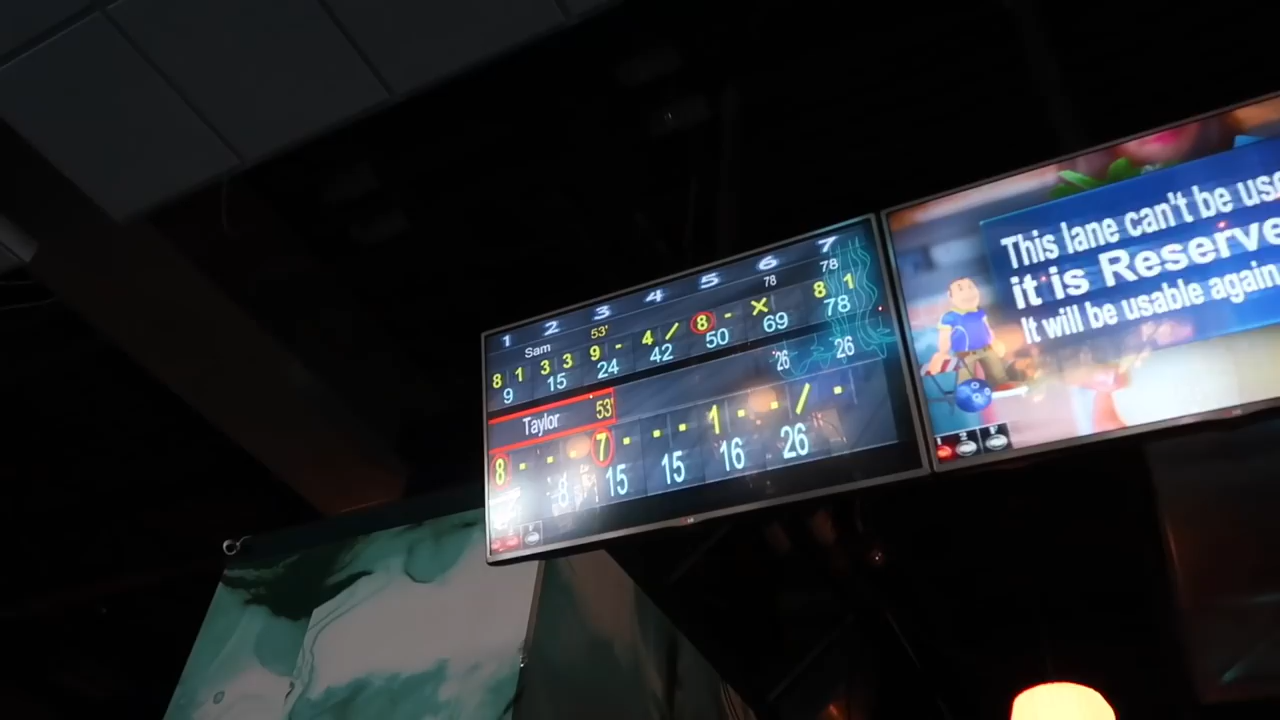 1 2 3 4 5 6 7
Sam 53' 78 78
8 1 3 3 9 - 4 / 8 - X 8 1
9 15 24 42 50 69 78
Taylor 53' 26 26
8 - - - 7 - - - 1 - - / -
8 15 15 16 26
This lane can't be
it is
It will be usable again